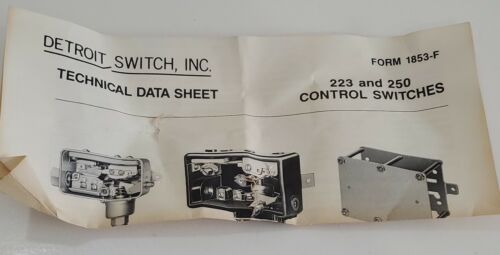 DETROIT SWITCH, INC.
TECHNICAL DATA SHEET
FORM 1853-F
223 and 250
CONTROL SWITCHES